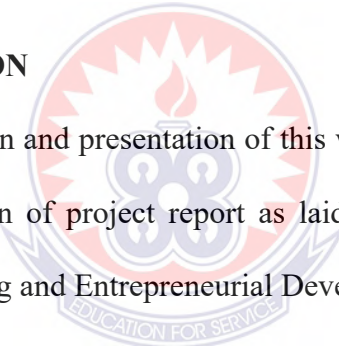 ON
n and presentation of this w
n of project report as laid
g and Entrepreneurial Deve
EDUCATION FOR SERVICE